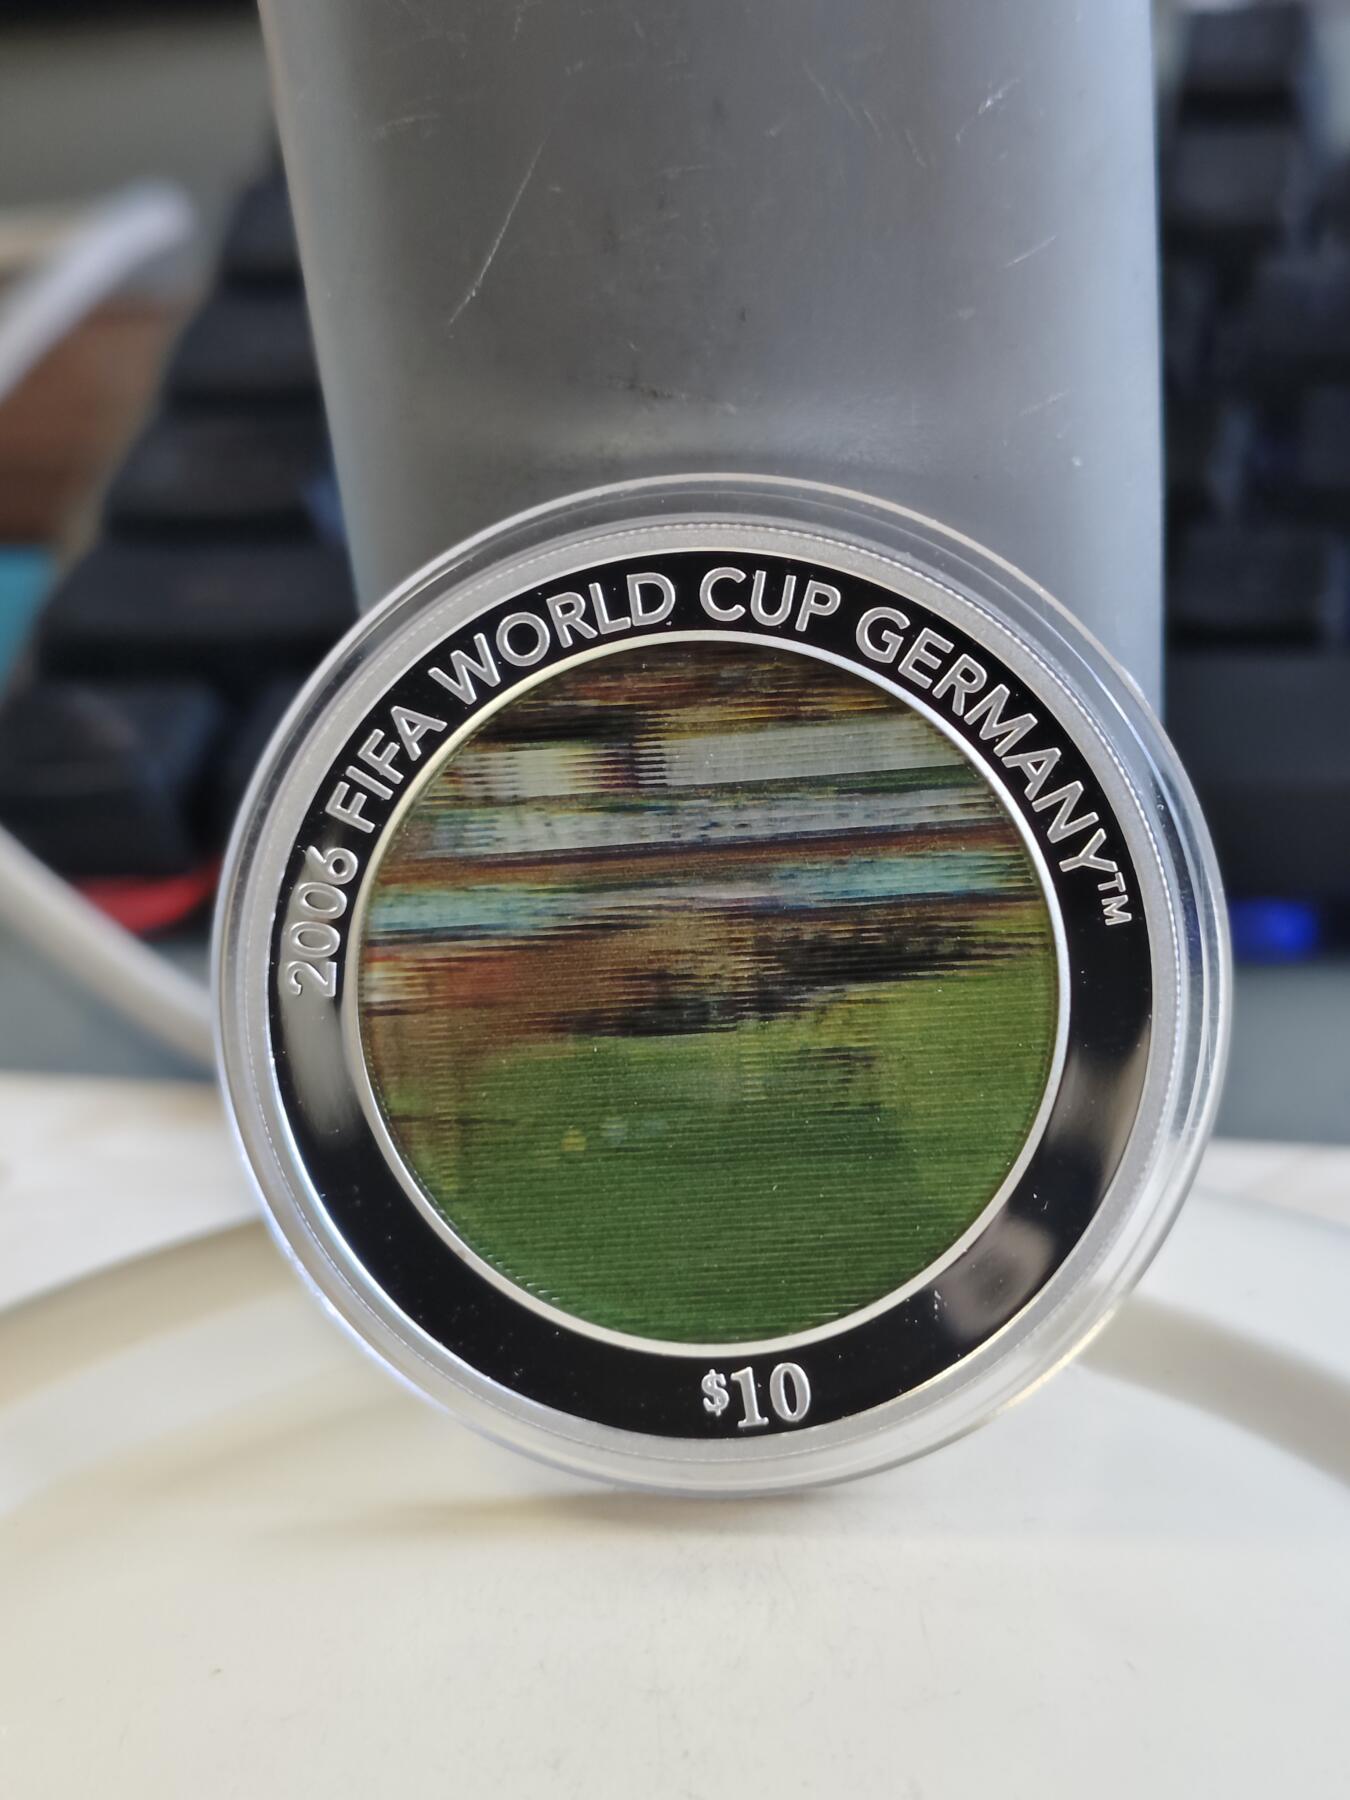 2006 FIFA WORLD CUP GERMANY™
$10